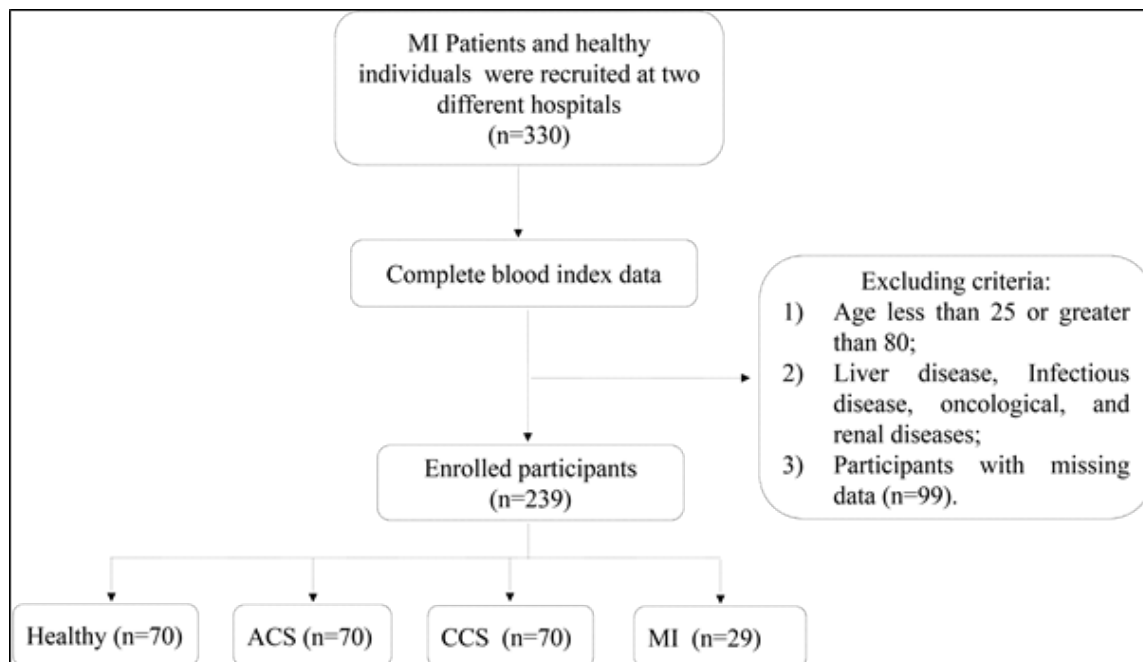 MI Patients and healthy
individuals were recruited at two
different hospitals
(n=330)
Complete blood index data
Excluding criteria:
1) Age less than 25 or greater
than 80;
2) Liver disease, Infectious
disease, oncological, and
renal diseases;
3) Participants with missing
data (n=99).
Enrolled participants
(n=239)
Healthy (n=70)
ACS (n=70)
CCS (n=70)
MI (n=29)